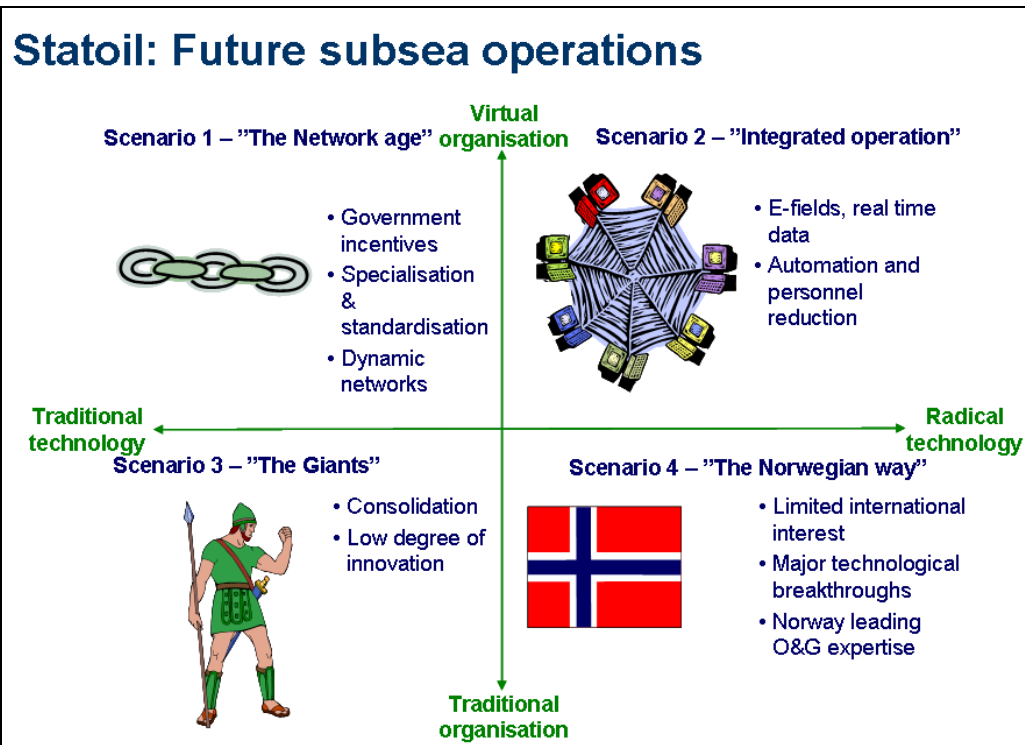 Statoil: Future subsea operations
Virtual
organisation
Scenario 1 – ”The Network age”
Scenario 2 – ”Integrated operation”
• Government
incentives
• Specialisation
&
standardisation
• Dynamic
networks
• E-fields, real time
data
• Automation and
personnel
reduction
Traditional
technology
Radical
technology
Scenario 3 – ”The Giants”
Scenario 4 – ”The Norwegian way”
• Consolidation
• Low degree of
innovation
• Limited international
interest
• Major technological
breakthroughs
• Norway leading
O&G expertise
Traditional
organisation